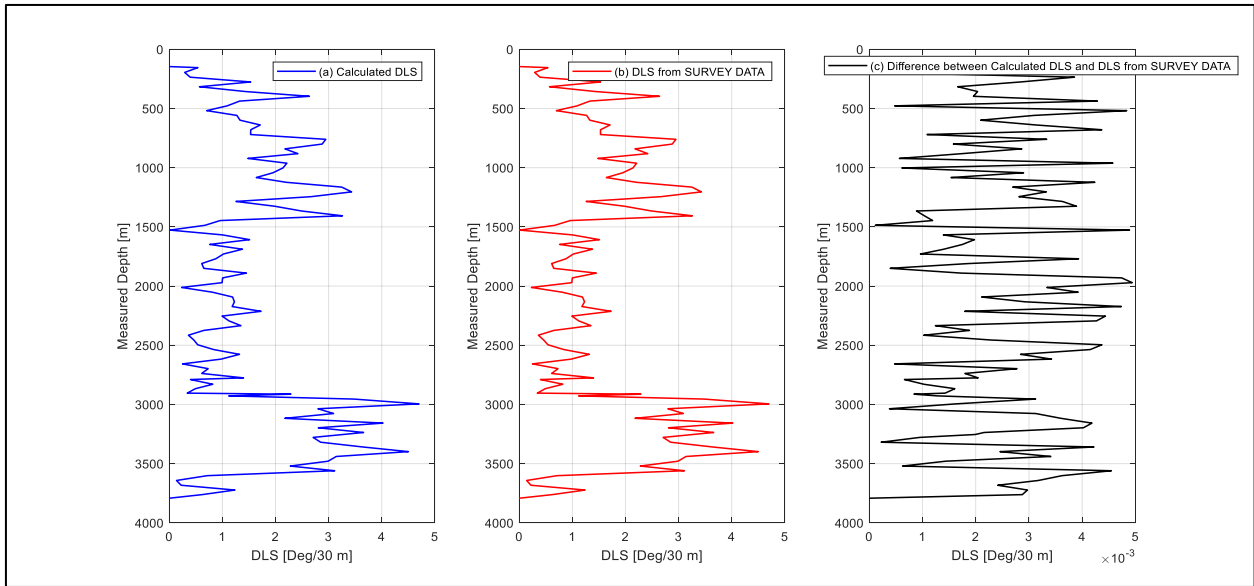 (a) Calculated DLS
0
500
1000
1500
2000
2500
3000
3500
4000
Measured Depth [m]
0 1 2 3 4 5
DLS [Deg/30 m]
(b) DLS from SURVEY DATA
0
500
1000
1500
2000
2500
3000
3500
4000
Measured Depth [m]
0 1 2 3 4 5
DLS [Deg/30 m]
(c) Difference between Calculated DLS and DLS from SURVEY DATA
0
500
1000
1500
2000
2500
3000
3500
4000
Measured Depth [m]
0 1 2 3 4 5
DLS [Deg/30 m]
×10⁻³